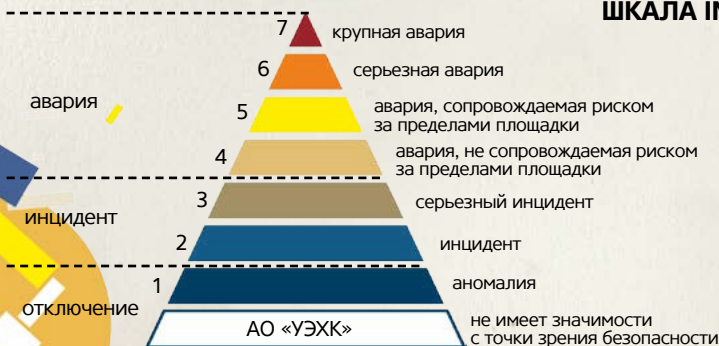 ШКАЛА IN
7 крупная авария
6 серьезная авария
авария
5 авария, сопровождаемая риском
за пределами площадки
4 авария, не сопровождаемая риском
за пределами площадки
3 серьезный инцидент
инцидент
2 инцидент
1 аномалия
отключение
АО «УЭХК»
не имеет значимости
с точки зрения безопасности